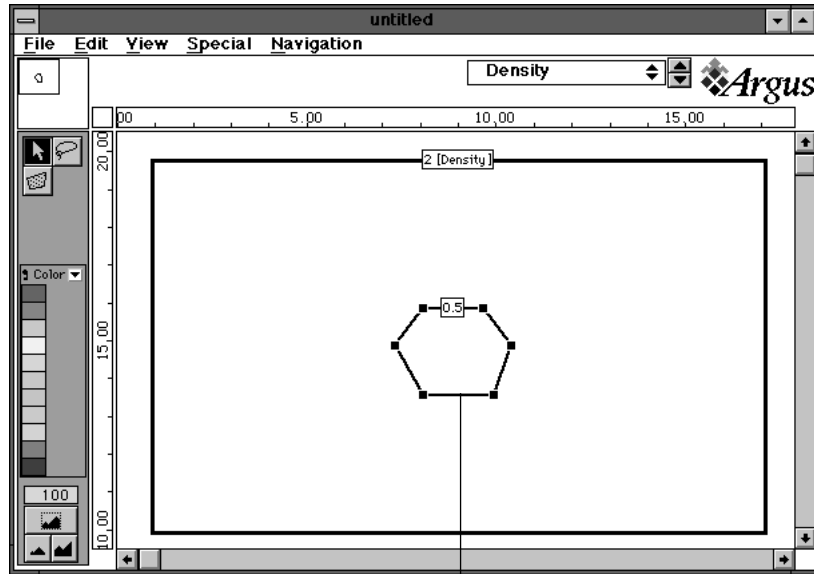 untitled
File Edit View Special Navigation
Density
Argus
00 5.00 10,00 15,00
20,00
2 [Density]
Color
0.5
15,00
100
10,00